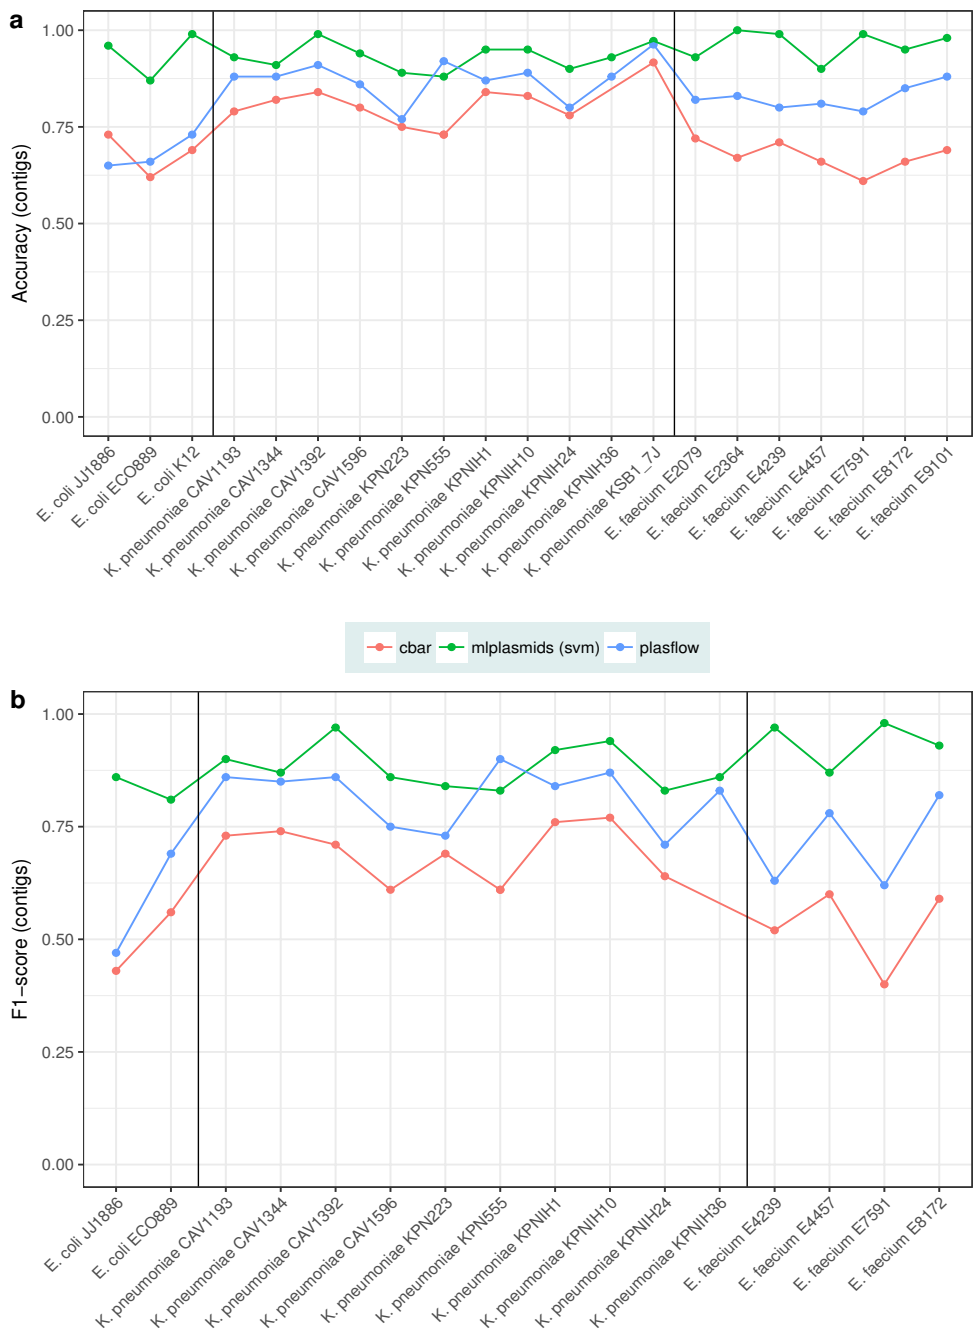 a
1.00
0.75
0.50
0.25
0.00
Accuracy (contigs)
E. coli JJ1886
E. coli ECO889
E. coli K12
K. pneumoniae CAV1193
K. pneumoniae CAV1344
K. pneumoniae CAV1392
K. pneumoniae CAV1596
K. pneumoniae KPN223
K. pneumoniae KPN555
K. pneumoniae KPNIH1
K. pneumoniae KPNIH10
K. pneumoniae KPNIH24
K. pneumoniae KPNIH36
K. pneumoniae KSB1_7J
E. faecium E2079
E. faecium E2364
E. faecium E4239
E. faecium E4457
E. faecium E7591
E. faecium E8172
E. faecium E9101
cbar mlplasmids (svm) plasflow
b
1.00
0.75
0.50
0.25
0.00
F1−score (contigs)
E. coli JJ1886
E. coli ECO889
K. pneumoniae CAV1193
K. pneumoniae CAV1344
K. pneumoniae CAV1392
K. pneumoniae CAV1596
K. pneumoniae KPN223
K. pneumoniae KPN555
K. pneumoniae KPNIH1
K. pneumoniae KPNIH10
K. pneumoniae KPNIH24
K. pneumoniae KPNIH36
E. faecium E4239
E. faecium E4457
E. faecium E7591
E. faecium E8172